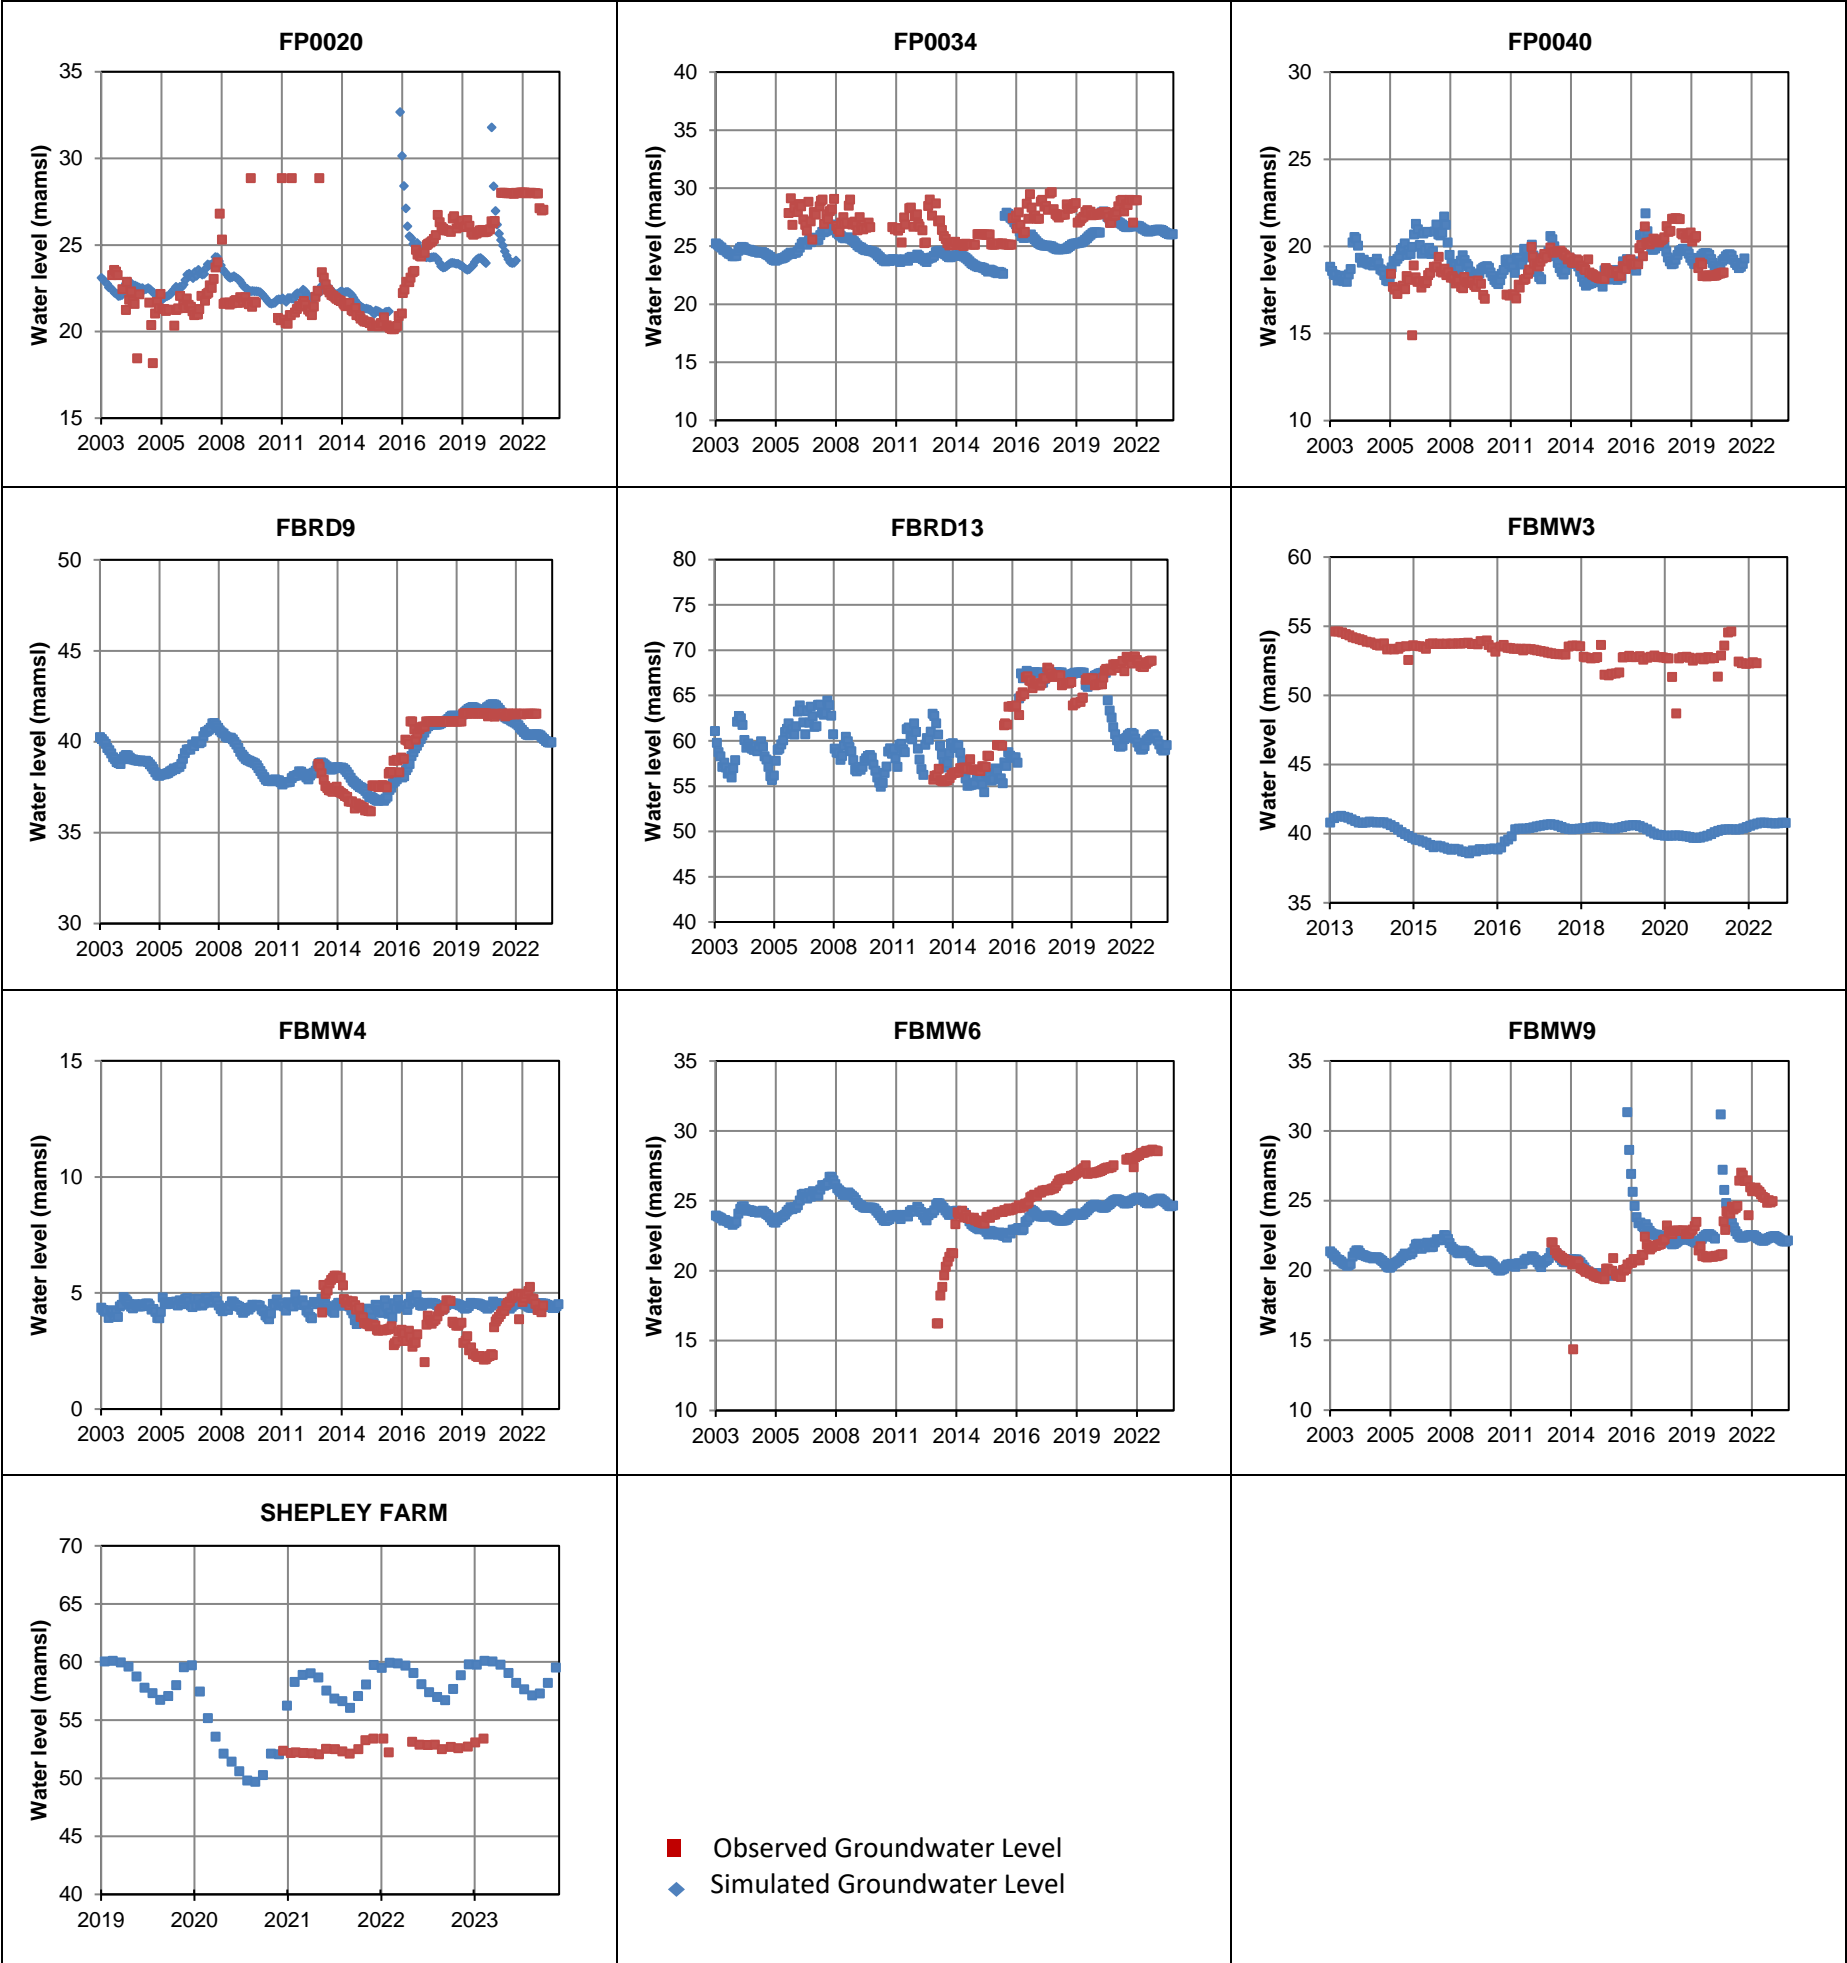 FP0020
Water level (mamsl)
35
30
25
20
15
2003 2005 2008 2011 2014 2016 2019 2022
FP0034
Water level (mamsl)
40
35
30
25
20
15
10
2003 2005 2008 2011 2014 2016 2019 2022
FP0040
Water level (mamsl)
30
25
20
15
10
2003 2005 2008 2011 2014 2016 2019 2022
FBRD9
Water level (mamsl)
50
45
40
35
30
2003 2005 2008 2011 2014 2016 2019 2022
FBRD13
Water level (mamsl)
80
75
70
65
60
55
50
45
40
2003 2005 2008 2011 2014 2016 2019 2022
FBMW3
Water level (mamsl)
60
55
50
45
40
35
2013 2015 2016 2018 2020 2022
FBMW4
Water level (mamsl)
15
10
5
0
2003 2005 2008 2011 2014 2016 2019 2022
FBMW6
Water level (mamsl)
35
30
25
20
15
10
2003 2005 2008 2011 2014 2016 2019 2022
FBMW9
Water level (mamsl)
35
30
25
20
15
10
2003 2005 2008 2011 2014 2016 2019 2022
SHEPLEY FARM
Water level (mamsl)
70
65
60
55
50
45
40
2019 2020 2021 2022 2023
Observed Groundwater Level
Simulated Groundwater Level